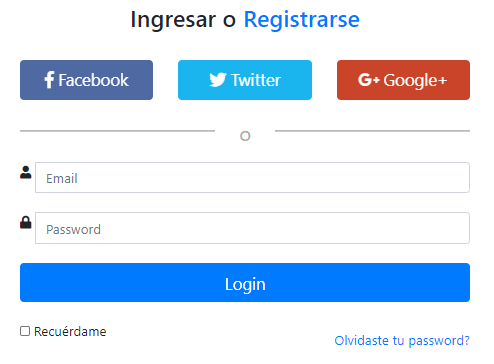 Ingresar o Registrarse
Facebook Twitter G+ Google+
O
Email
Password
Login
Recuérdame Olvidaste tu password?